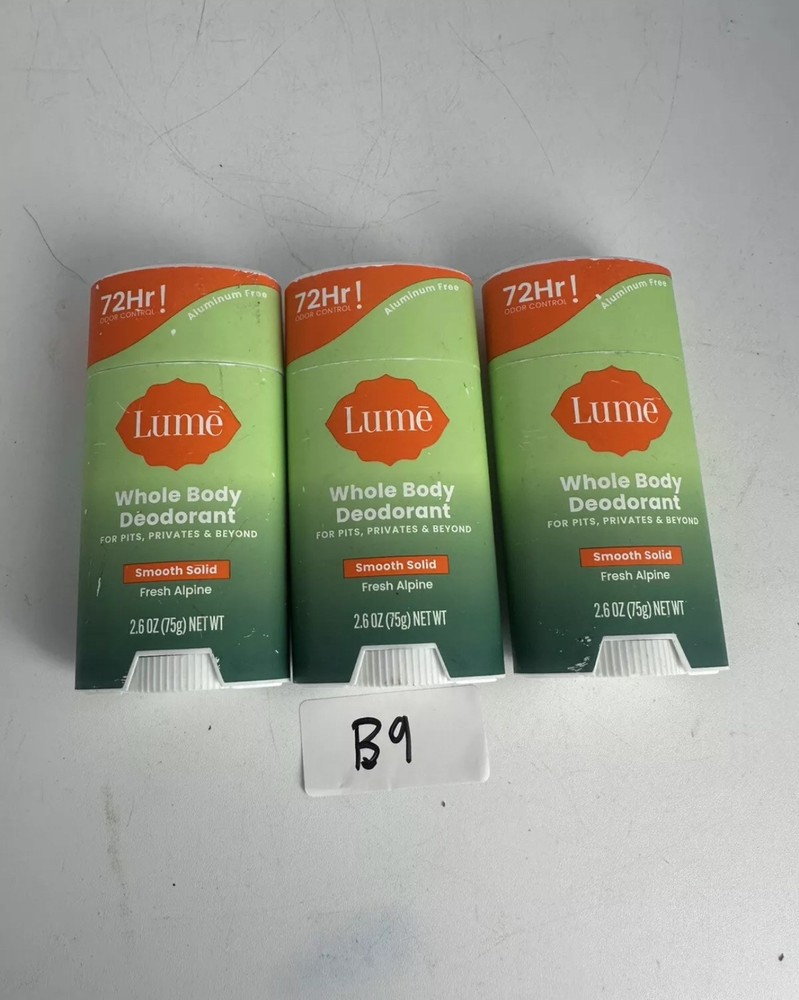 72Hr!
ODOR CONTROL
Aluminum Free
Lumē
Whole Body
Deodorant
FOR PITS, PRIVATES & BEYOND
Smooth Solid
Fresh Alpine
2.6 OZ (75g) NET WT
72Hr!
ODOR CONTROL
Aluminum Free
Lumē
Whole Body
Deodorant
FOR PITS, PRIVATES & BEYOND
Smooth Solid
Fresh Alpine
2.6 OZ (75g) NET WT
72Hr!
ODOR CONTROL
Aluminum Free
Lumē
Whole Body
Deodorant
FOR PITS, PRIVATES & BEYOND
Smooth Solid
Fresh Alpine
2.6 OZ (75g) NET WT
B9